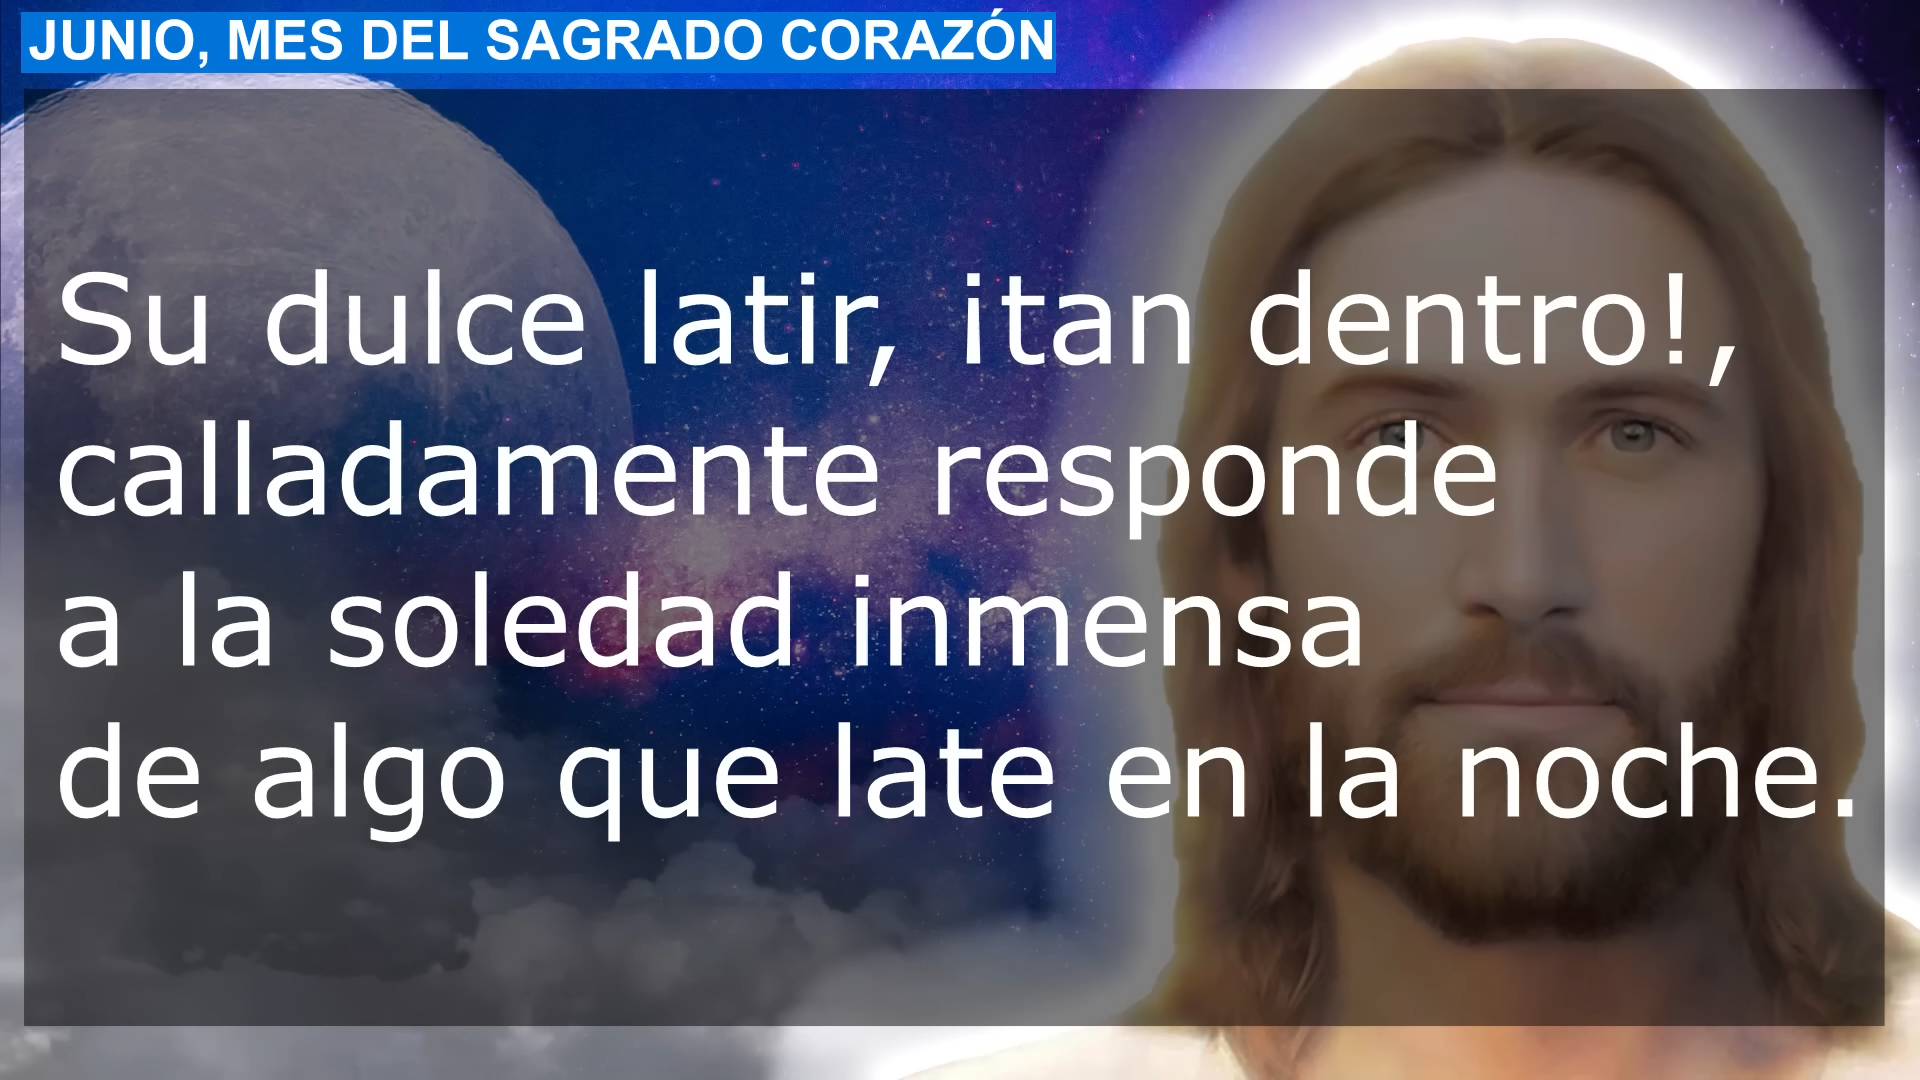 JUNIO, MES DEL SAGRADO CORAZÓN
Su dulce latir, ¡tan dentro!,
calladamente responde
a la soledad inmensa
de algo que late en la noche.